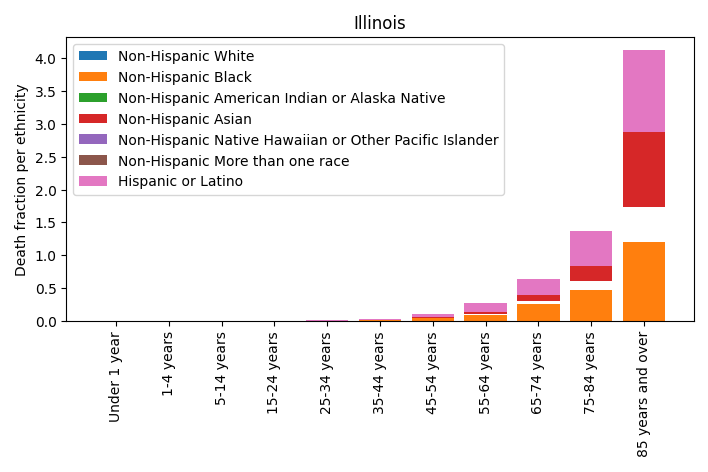 Illinois
Non-Hispanic White
Non-Hispanic Black
Non-Hispanic American Indian or Alaska Native
Non-Hispanic Asian
Non-Hispanic Native Hawaiian or Other Pacific Islander
Non-Hispanic More than one race
Hispanic or Latino
Death fraction per ethnicity
4.0
3.5
3.0
2.5
2.0
1.5
1.0
0.5
0.0
Under 1 year
1-4 years
5-14 years
15-24 years
25-34 years
35-44 years
45-54 years
55-64 years
65-74 years
75-84 years
85 years and over